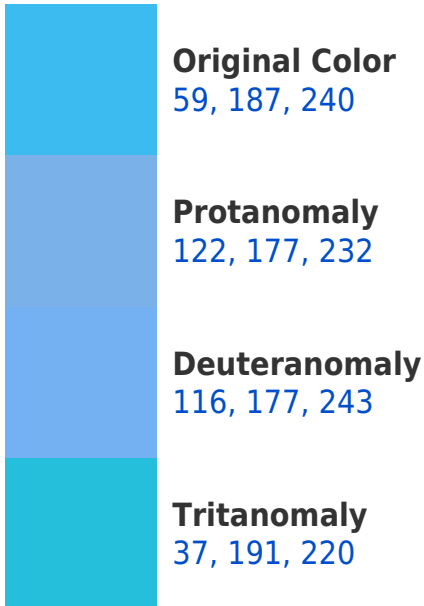 Original Color
59, 187, 240
Protanomaly
122, 177, 232
Deuteranomaly
116, 177, 243
Tritanomaly
37, 191, 220